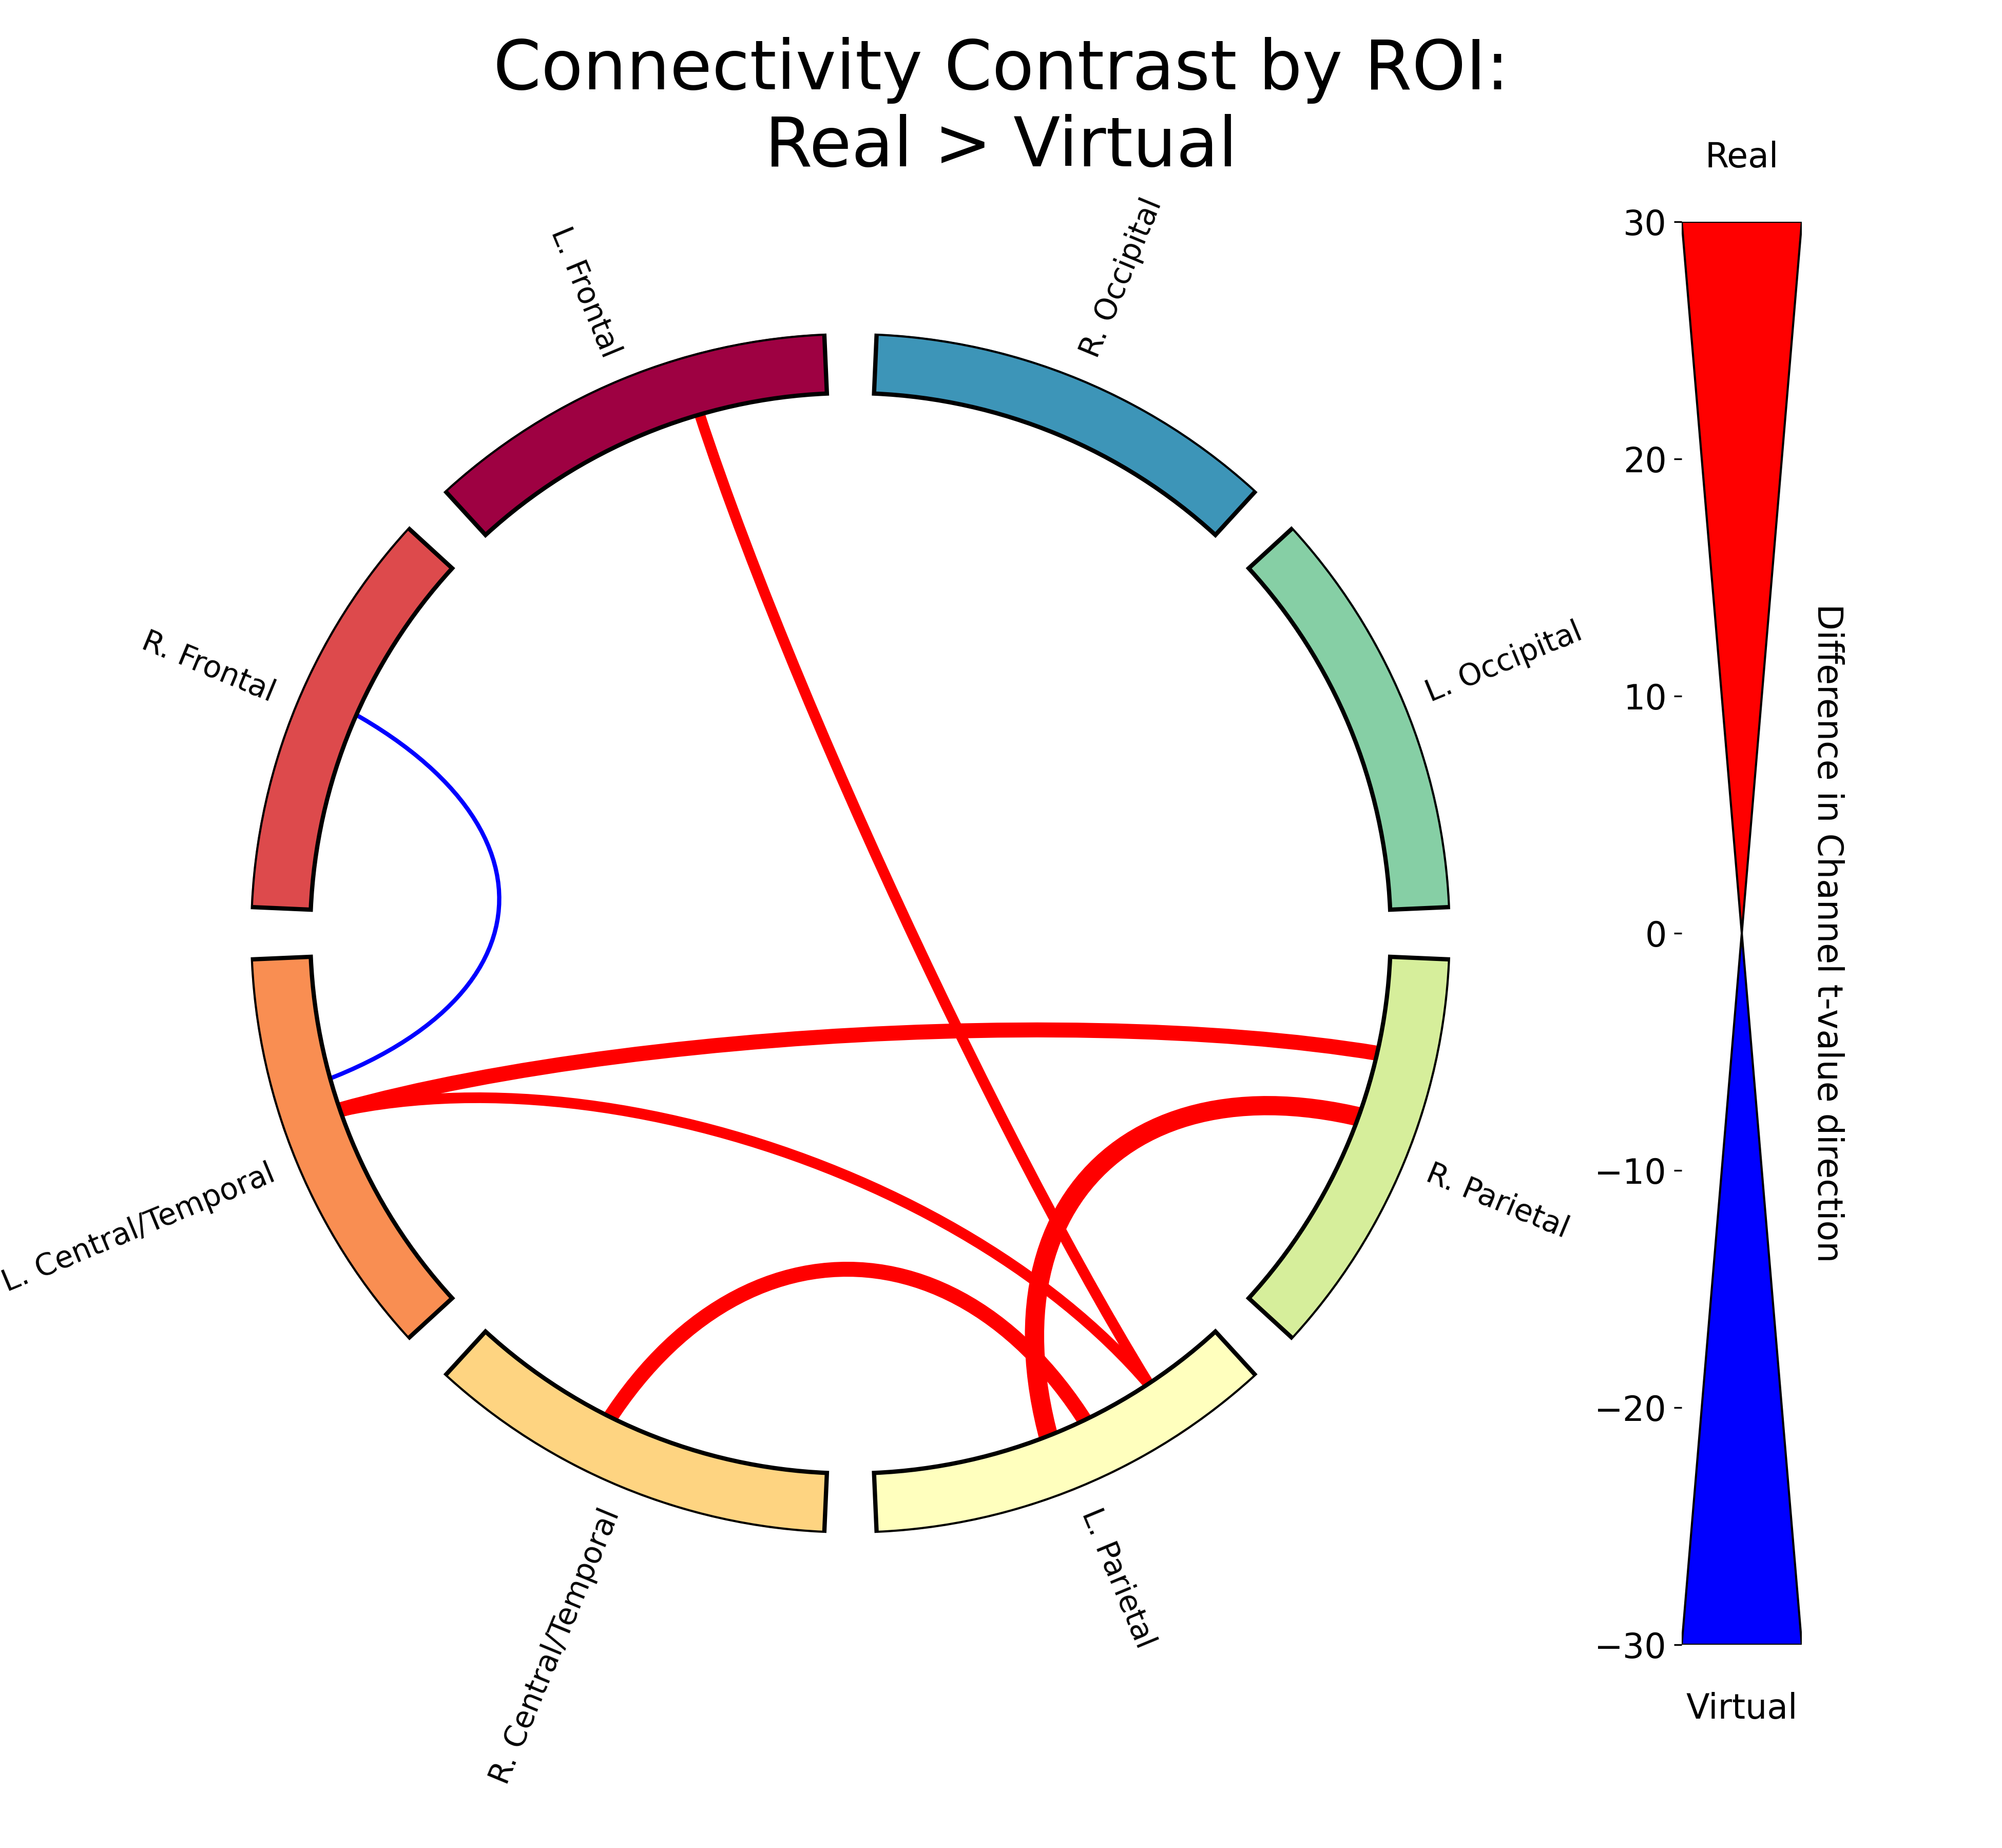 Connectivity Contrast by ROI:
Real > Virtual
L. Frontal
R. Occipital
R. Frontal
L. Occipital
L. Central/Temporal
R. Parietal
R. Central/Temporal
L. Parietal
Real
30
20
10
0
−10
−20
−30
Virtual
Difference in Channel t-value direction